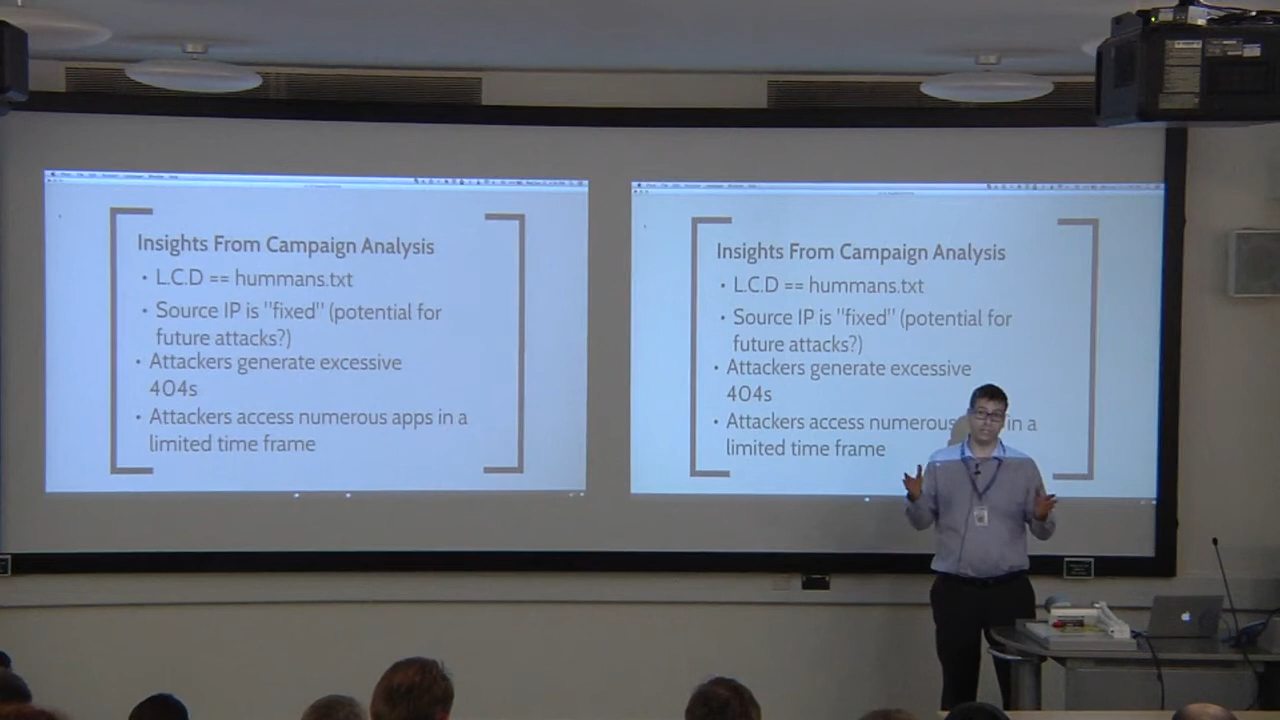 Insights From Campaign Analysis
• L.C.D == hummans.txt
• Source IP is "fixed" (potential for
future attacks?)
• Attackers generate excessive
404s
• Attackers access numerous apps in a
limited time frame
Insights From Campaign Analysis
• L.C.D == hummans.txt
• Source IP is "fixed" (potential for
future attacks?)
• Attackers generate excessive
404s
• Attackers access numerous in a
limited time frame